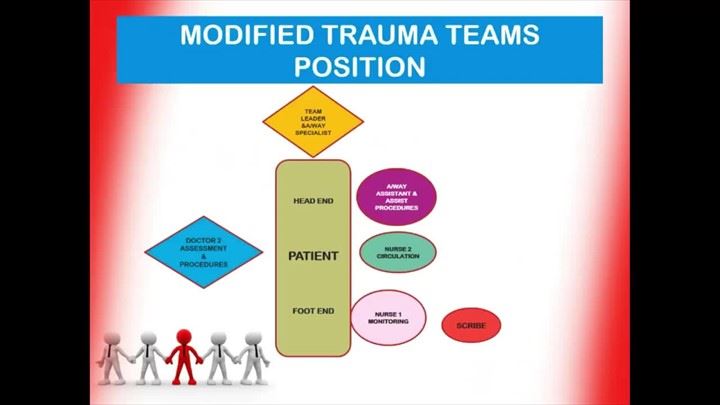 MODIFIED TRAUMA TEAMS
POSITION
TEAM
LEADER
&A/WAY
SPECIALIST
HEAD END
A/WAY
ASSISTANT &
ASSIST
PROCEDURES
DOCTOR 2
ASSESSMENT
&
PROCEDURES
PATIENT
NURSE 2
CIRCULATION
FOOT END
NURSE 1
MONITORING
SCRIBE